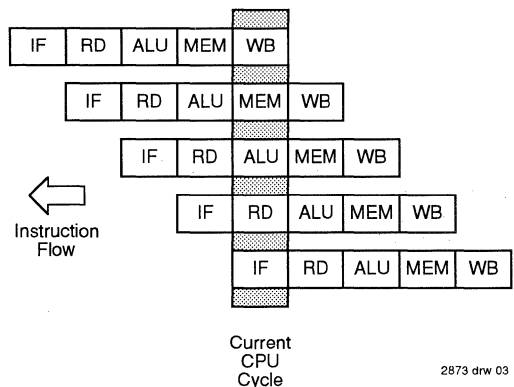 IF RD ALU MEM WB
IF RD ALU MEM WB
IF RD ALU MEM WB
IF RD ALU MEM WB
IF RD ALU MEM WB
Instruction
Flow
Current
CPU
Cycle
2873 drw 03